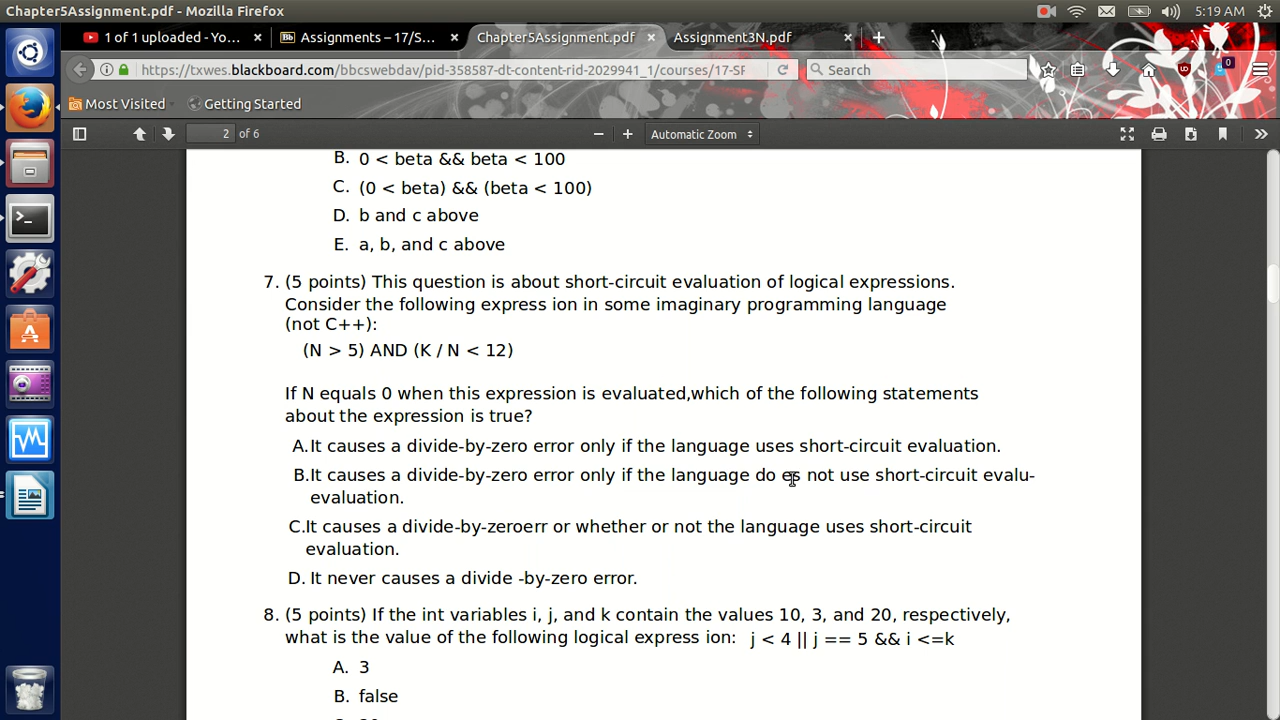 Chapter5Assignment.pdf - Mozilla Firefox
5:19 AM
1 of 1 uploaded - Yo...
Bb Assignments – 17/S...
Chapter5Assignment.pdf
Assignment3N.pdf
https://txwes.blackboard.com/bbcswebdav/pid-358587-dt-content-rid-2029941_1/courses/17-SF
Search
0
Most Visited
Getting Started
2 of 6
Automatic Zoom
B. 0 < beta && beta < 100
C. (0 < beta) && (beta < 100)
D. b and c above
E. a, b, and c above
7. (5 points) This question is about short-circuit evaluation of logical expressions.
Consider the following express ion in some imaginary programming language
(not C++):
(N > 5) AND (K / N < 12)
If N equals 0 when this expression is evaluated,which of the following statements
about the expression is true?
A.It causes a divide-by-zero error only if the language uses short-circuit evaluation.
B.It causes a divide-by-zero error only if the language do es not use short-circuit evalu-
evaluation.
C.It causes a divide-by-zeroerr or whether or not the language uses short-circuit
evaluation.
D. It never causes a divide -by-zero error.
8. (5 points) If the int variables i, j, and k contain the values 10, 3, and 20, respectively,
what is the value of the following logical express ion: j < 4 || j == 5 && i <=k
A. 3
B. false